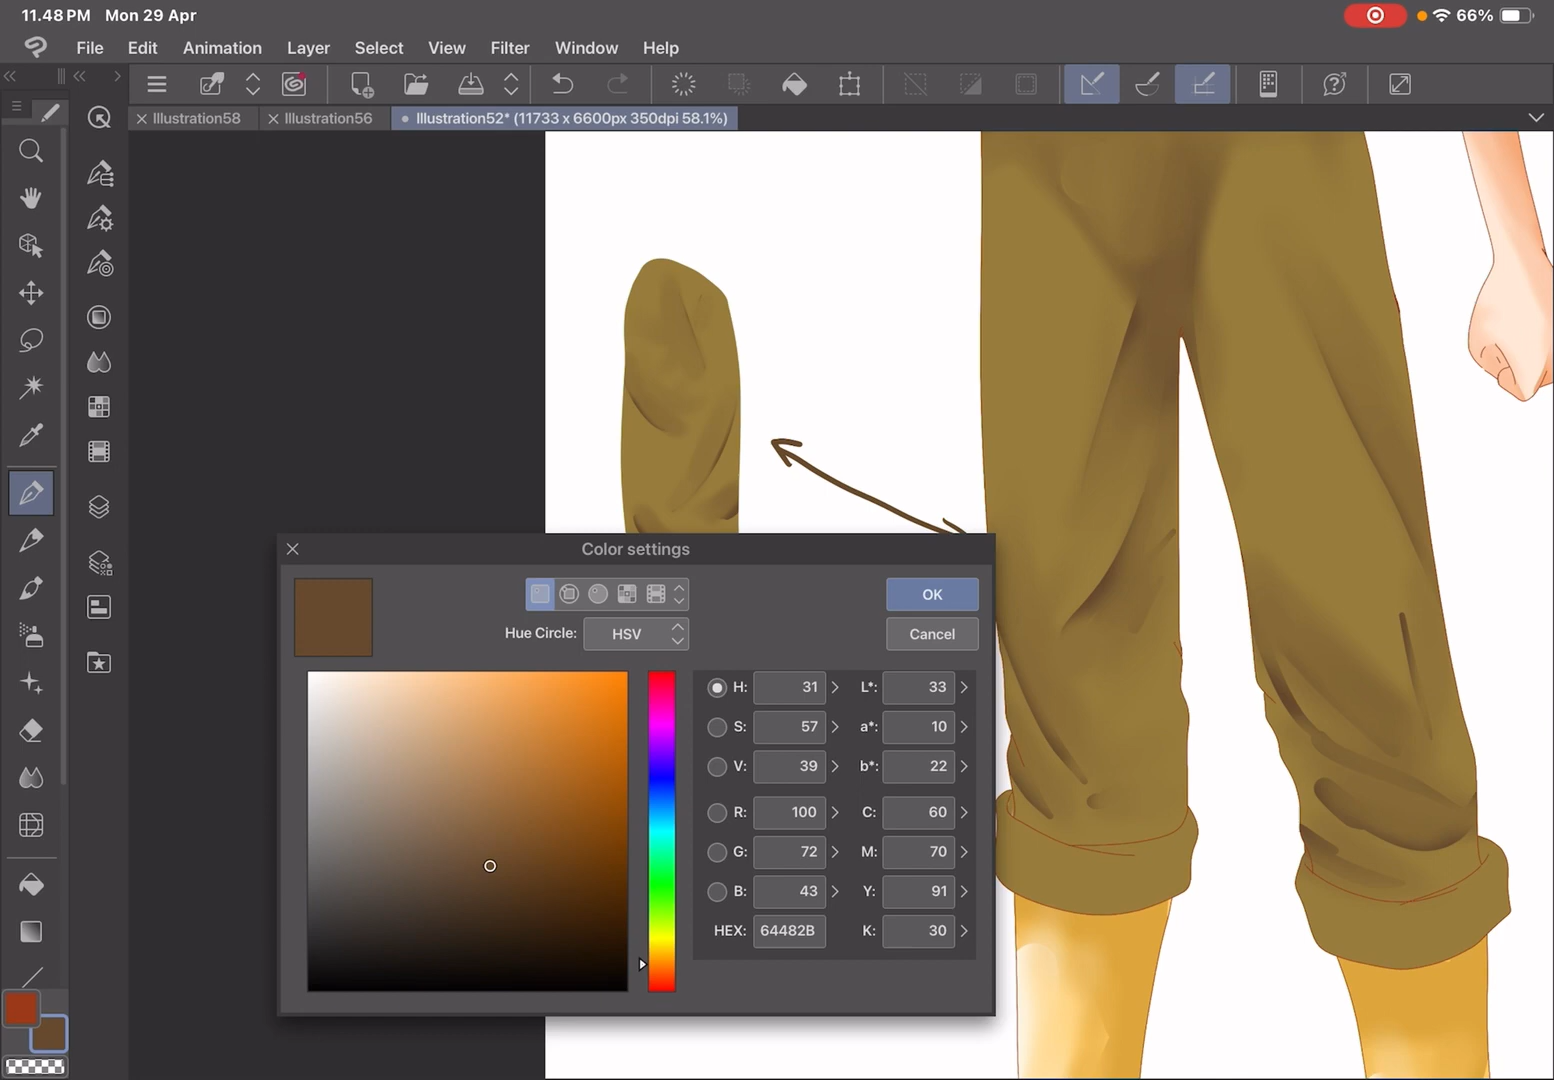 11.48 PM Mon 29 Apr
66%
File Edit Animation Layer Select View Filter Window Help
Illustration58 Illustration56 Illustration52* (11733 x 6600px 350dpi 58.1%)
Color settings
OK
Hue Circle: HSV
Cancel
H: 31 L*: 33
S: 57 a*: 10
V: 39 b*: 22
R: 100 C: 60
G: 72 M: 70
B: 43 Y: 91
HEX: 64482B K: 30